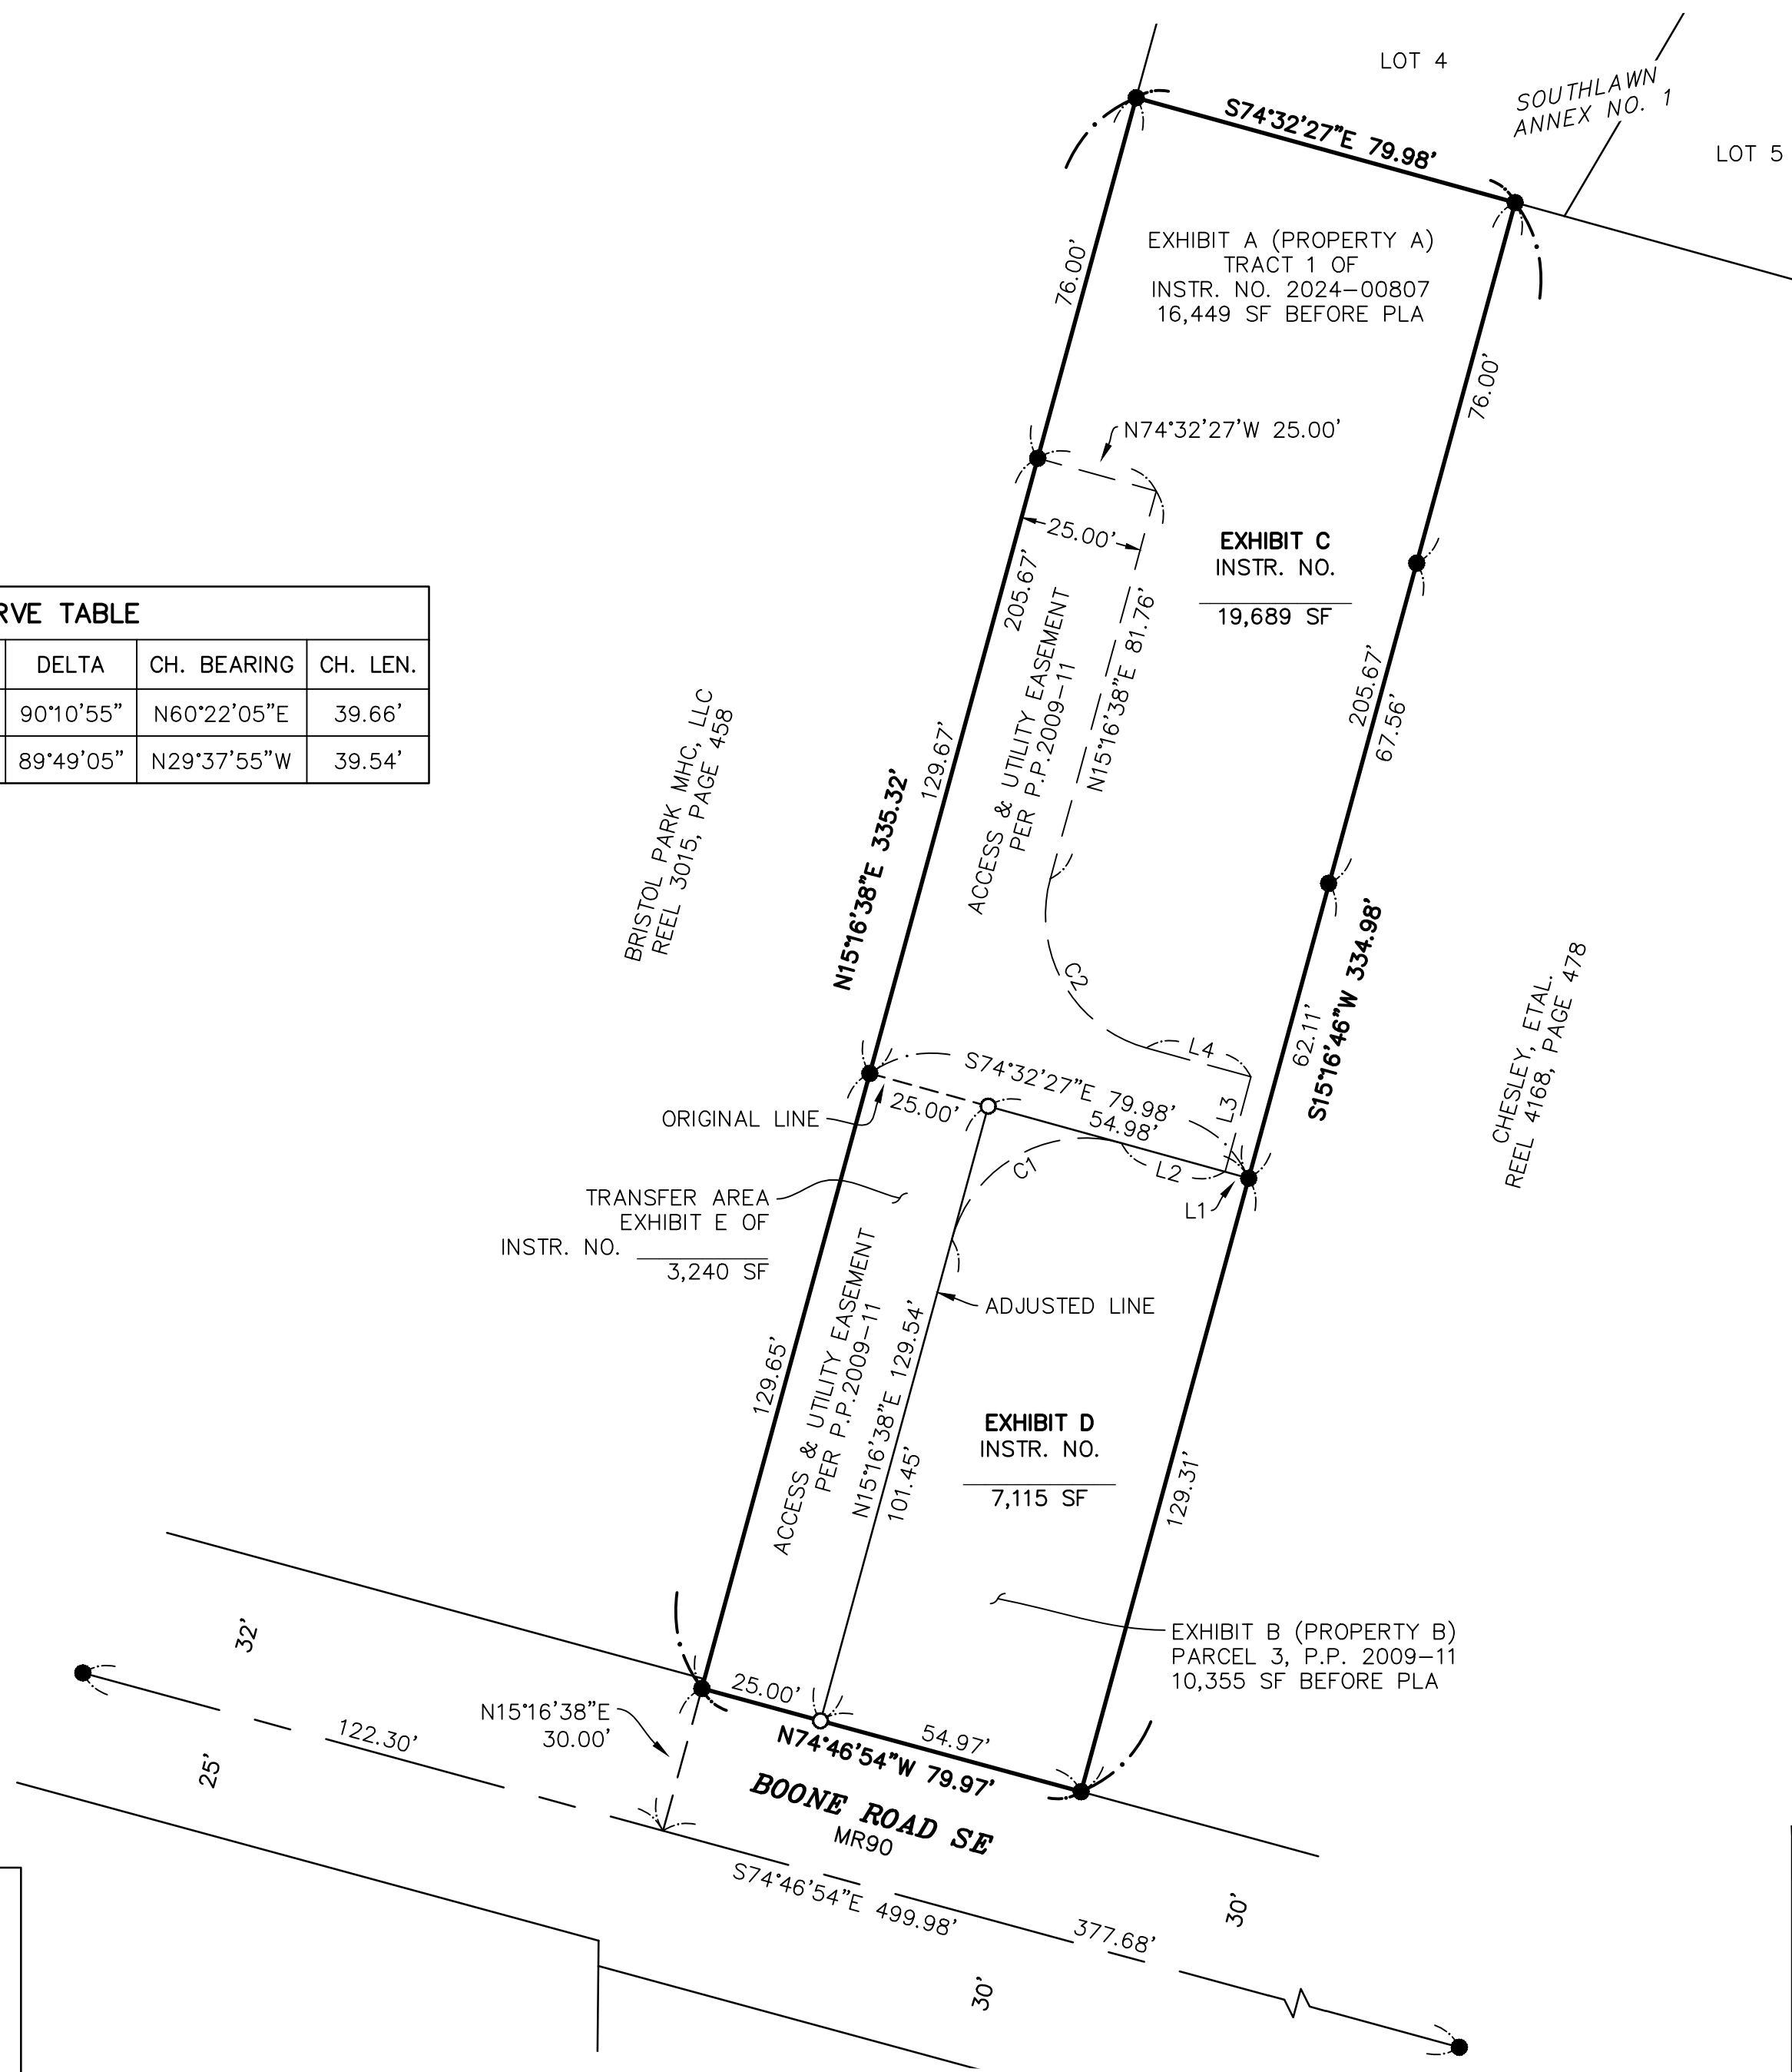 LOT 4
SOUTHLAWN
ANNEX NO. 1
LOT 5
S74°32'27"E 79.98'
EXHIBIT A (PROPERTY A)
TRACT 1 OF
INSTR. NO. 2024-00807
16,449 SF BEFORE PLA
76.00'
76.00'
N74°32'27'W 25.00'
25.00'
EXHIBIT C
INSTR. NO.
19,689 SF
205.67'
ACCESS & UTILITY EASEMENT
PER P.P.2009-11
N15°16'38"E 81.76'
205.67'
67.56'
RVE TABLE
DELTA CH. BEARING CH. LEN.
90°10'55" N60°22'05"E 39.66'
89°49'05" N29°37'55"W 39.54'
BRISTOL PARK MHC, LLC
REEL 3015, PAGE 458
129.67'
N15°16'38"E 335.32'
C2
62.11'
S15°16'46"W 334.98'
CHESLEY, ETAL.
REEL 4168, PAGE 478
L4
S74°32'27"E 79.98'
25.00'
54.98'
L3
ORIGINAL LINE
C1
L2
L1
TRANSFER AREA
EXHIBIT E OF
INSTR. NO.
3,240 SF
ADJUSTED LINE
129.65'
ACCESS & UTILITY EASEMENT
PER P.P.2009-11
N15°16'38"E 129.54'
101.45'
EXHIBIT D
INSTR. NO.
7,115 SF
129.31'
EXHIBIT B (PROPERTY B)
PARCEL 3, P.P. 2009-11
10,355 SF BEFORE PLA
32'
25.00'
N15°16'38"E
30.00'
54.97'
N74°46'54"W 79.97'
122.30'
25'
BOONE ROAD SE
MR90
S74°46'54"E 499.98'
377.68'
30'
30'